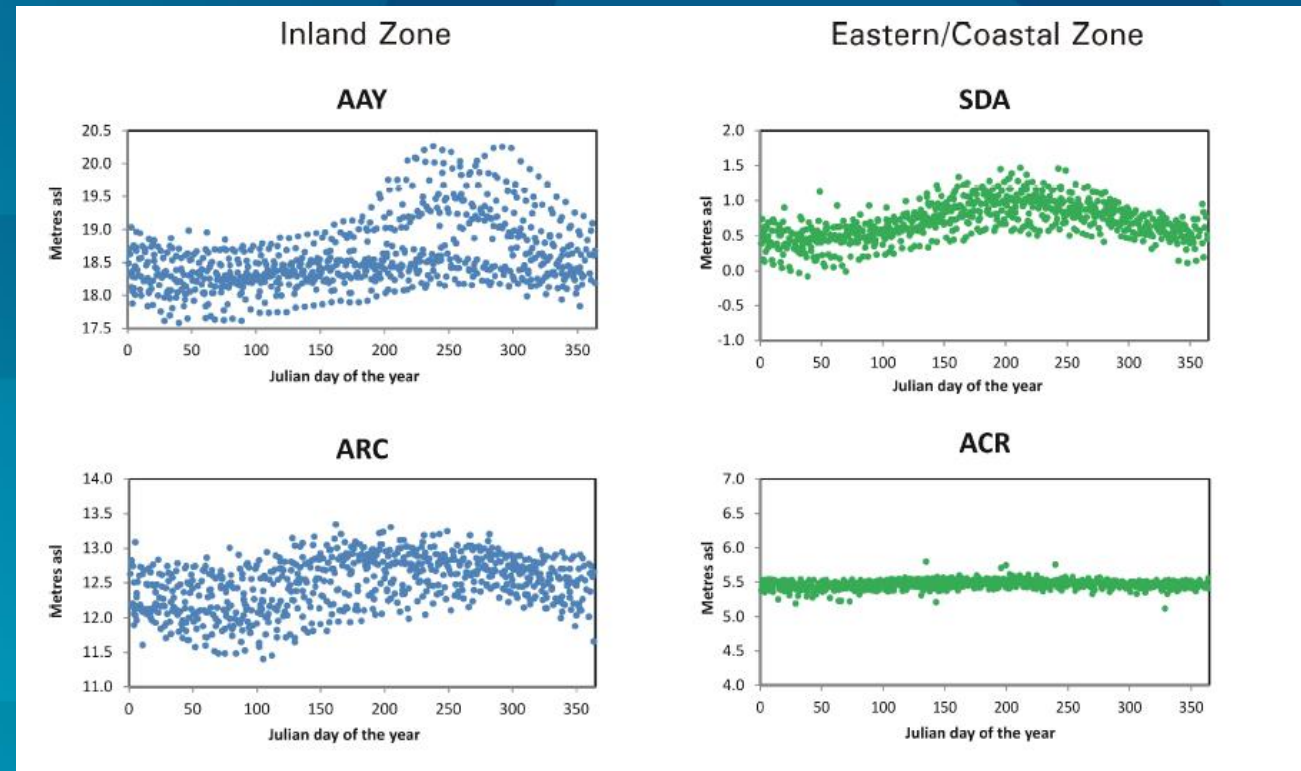 Inland Zone
Eastern/Coastal Zone
AAY
20.5
20.0
19.5
19.0
18.5
18.0
17.5
Metres asl
0 50 100 150 200 250 300 350
Julian day of the year
SDA
2.0
1.5
1.0
0.5
0.0
-0.5
-1.0
Metres asl
0 50 100 150 200 250 300 350
Julian day of the year
ARC
14.0
13.5
13.0
12.5
12.0
11.5
11.0
Metres asl
0 50 100 150 200 250 300 350
Julian day of the year
ACR
7.0
6.5
6.0
5.5
5.0
4.5
4.0
Metres asl
0 50 100 150 200 250 300 350
Julian day of the year